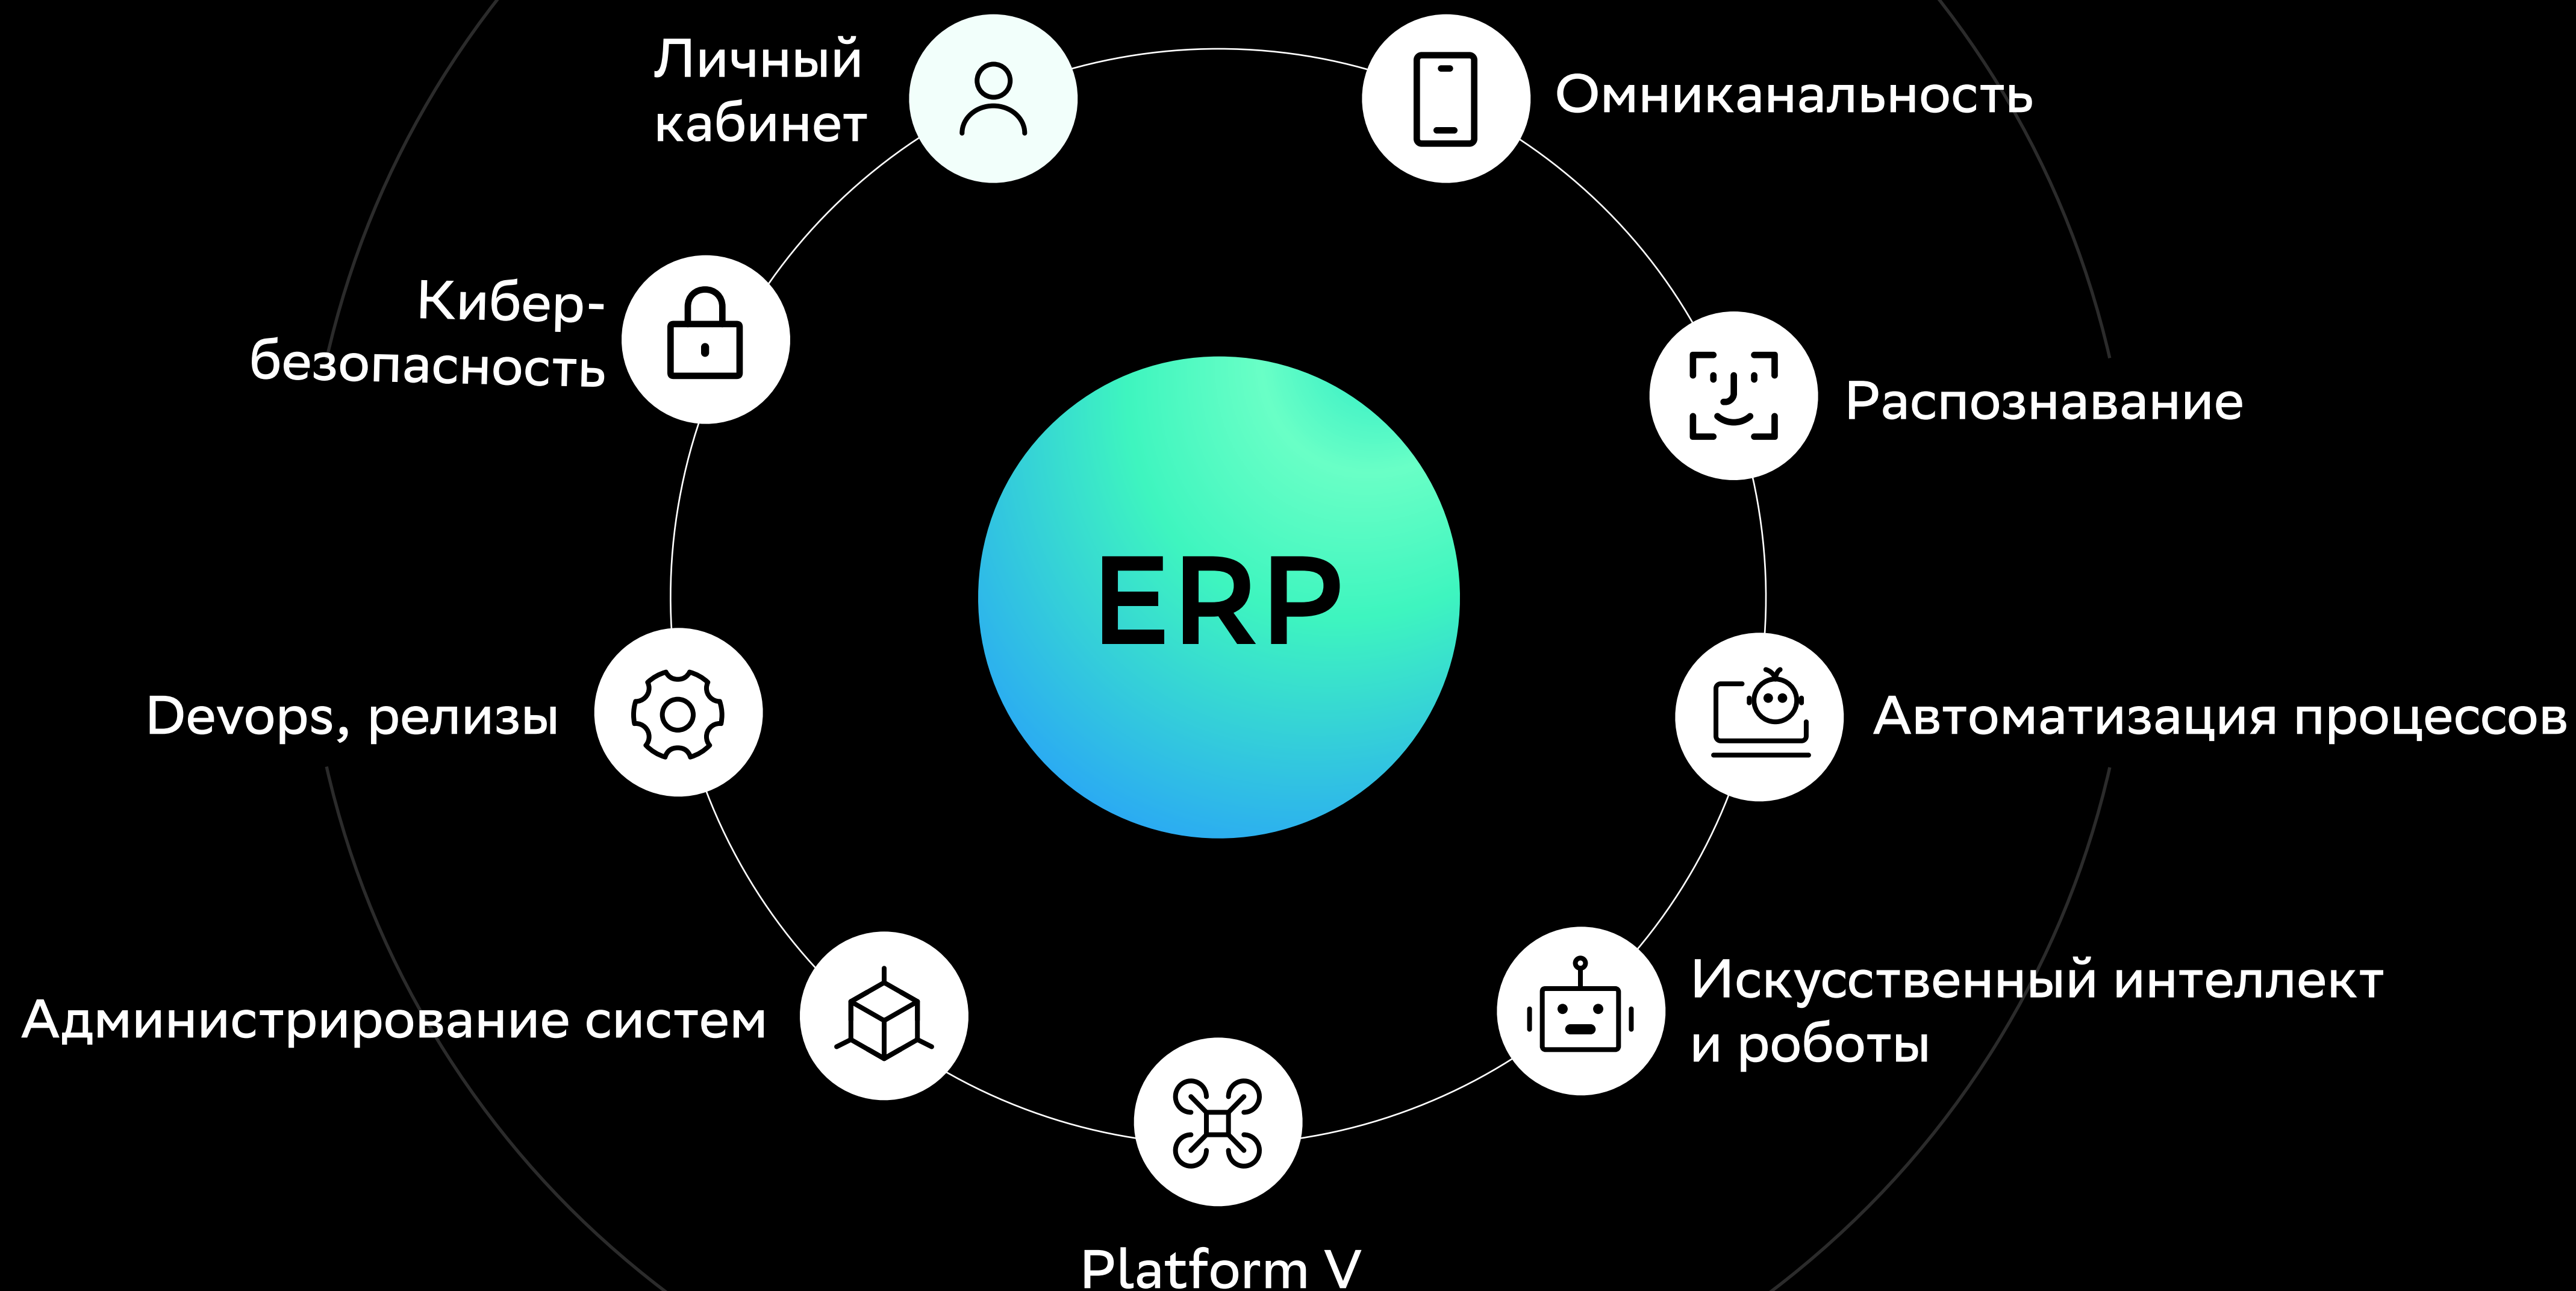 Личный
кабинет
Омниканальность
Кибер-
безопасность
Распознавание
ERP
Devops, релизы
Автоматизация процессов
Администрирование систем
Искусственный интеллект
и роботы
Platform V